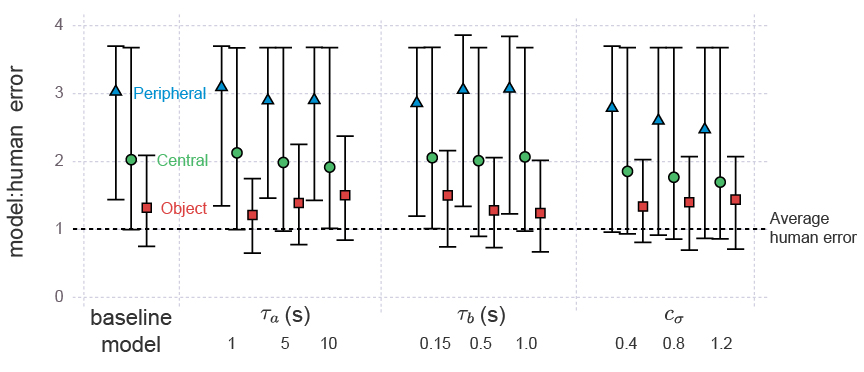 model:human error
4
3
2
1
0
Peripheral
Central
Object
Average
human error
baseline
model
τa (s)
1 5 10
τb (s)
0.15 0.5 1.0
cσ
0.4 0.8 1.2